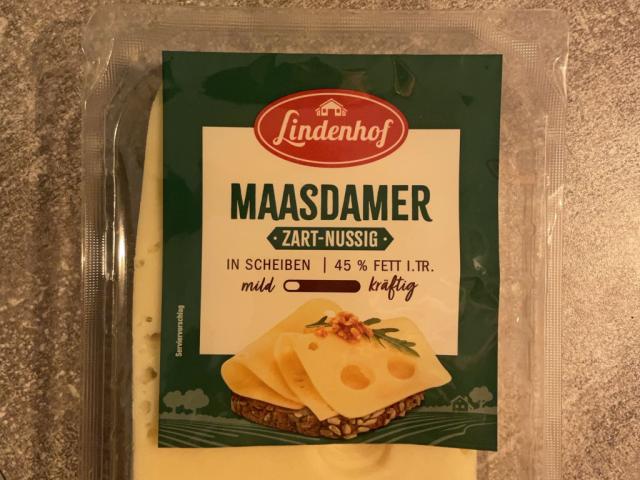 Lindenhof
MAASDAMER
ZART-NUSSIG
IN SCHEIBEN | 45 % FETT I.TR.
mild kräftig
Serviervorschlag